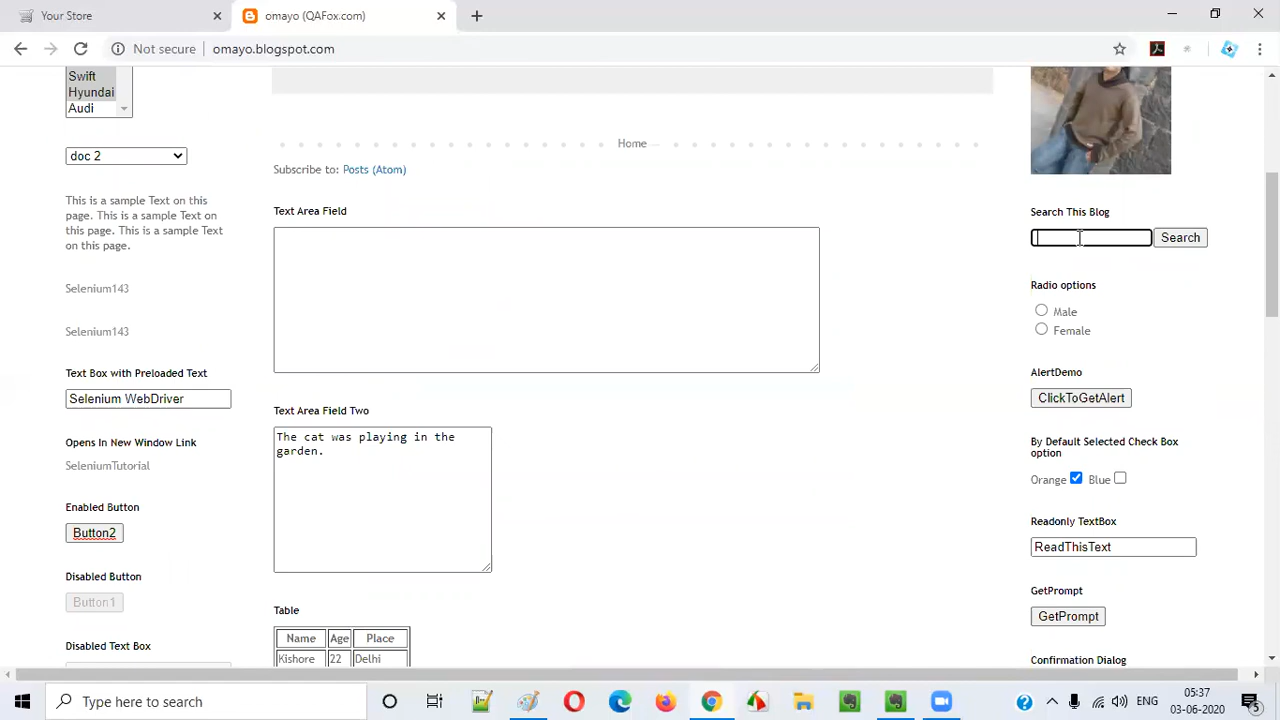 Your Store
omayo (QAFox.com)
Not secure
omayo.blogspot.com
Swift
Hyundai
Audi
doc 2
This is a sample Text on this
page. This is a sample Text on
this page. This is a sample Text
on this page.
Selenium143
Selenium143
Text Box with Preloaded Text
Selenium WebDriver
Opens In New Window Link
SeleniumTutorial
Enabled Button
Button2
Disabled Button
Button1
Disabled Text Box
Home
Subscribe to: Posts (Atom)
Text Area Field
Text Area Field Two
The cat was playing in the
garden.
Table
Name Age Place
Kishore 22 Delhi
Search This Blog
Search
Radio options
Male
Female
AlertDemo
ClickToGetAlert
By Default Selected Check Box
option
Orange Blue
Readonly TextBox
ReadThisText
GetPrompt
GetPrompt
Confirmation Dialog
Type here to search
ENG
05:37
03-06-2020
5